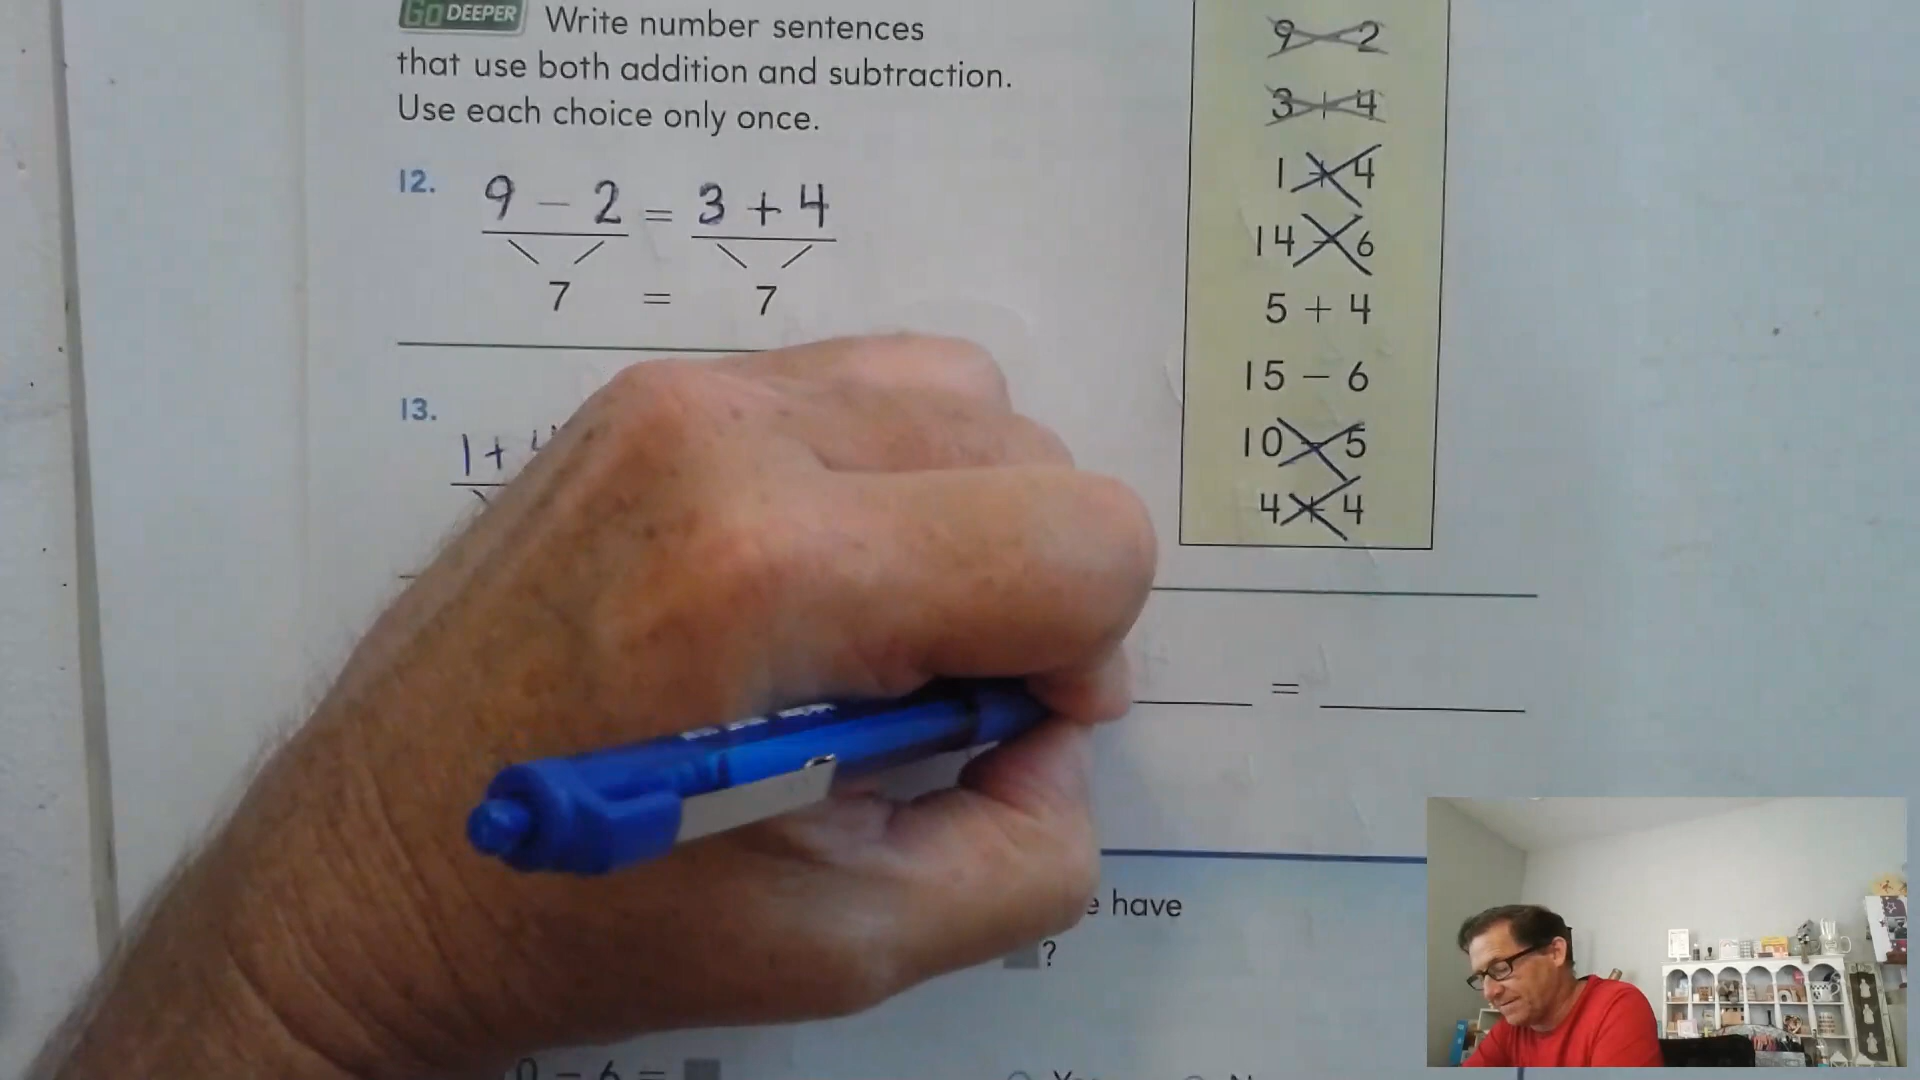 GO DEEPER Write number sentences
that use both addition and subtraction.
Use each choice only once.
12. 9 – 2 = 3 + 4
7 = 7
13.
1 + 4
9 – 2
3 + 4
1 + 4
14 – 6
5 + 4
15 – 6
10 – 5
4 + 4
=
have
?
– 6 =